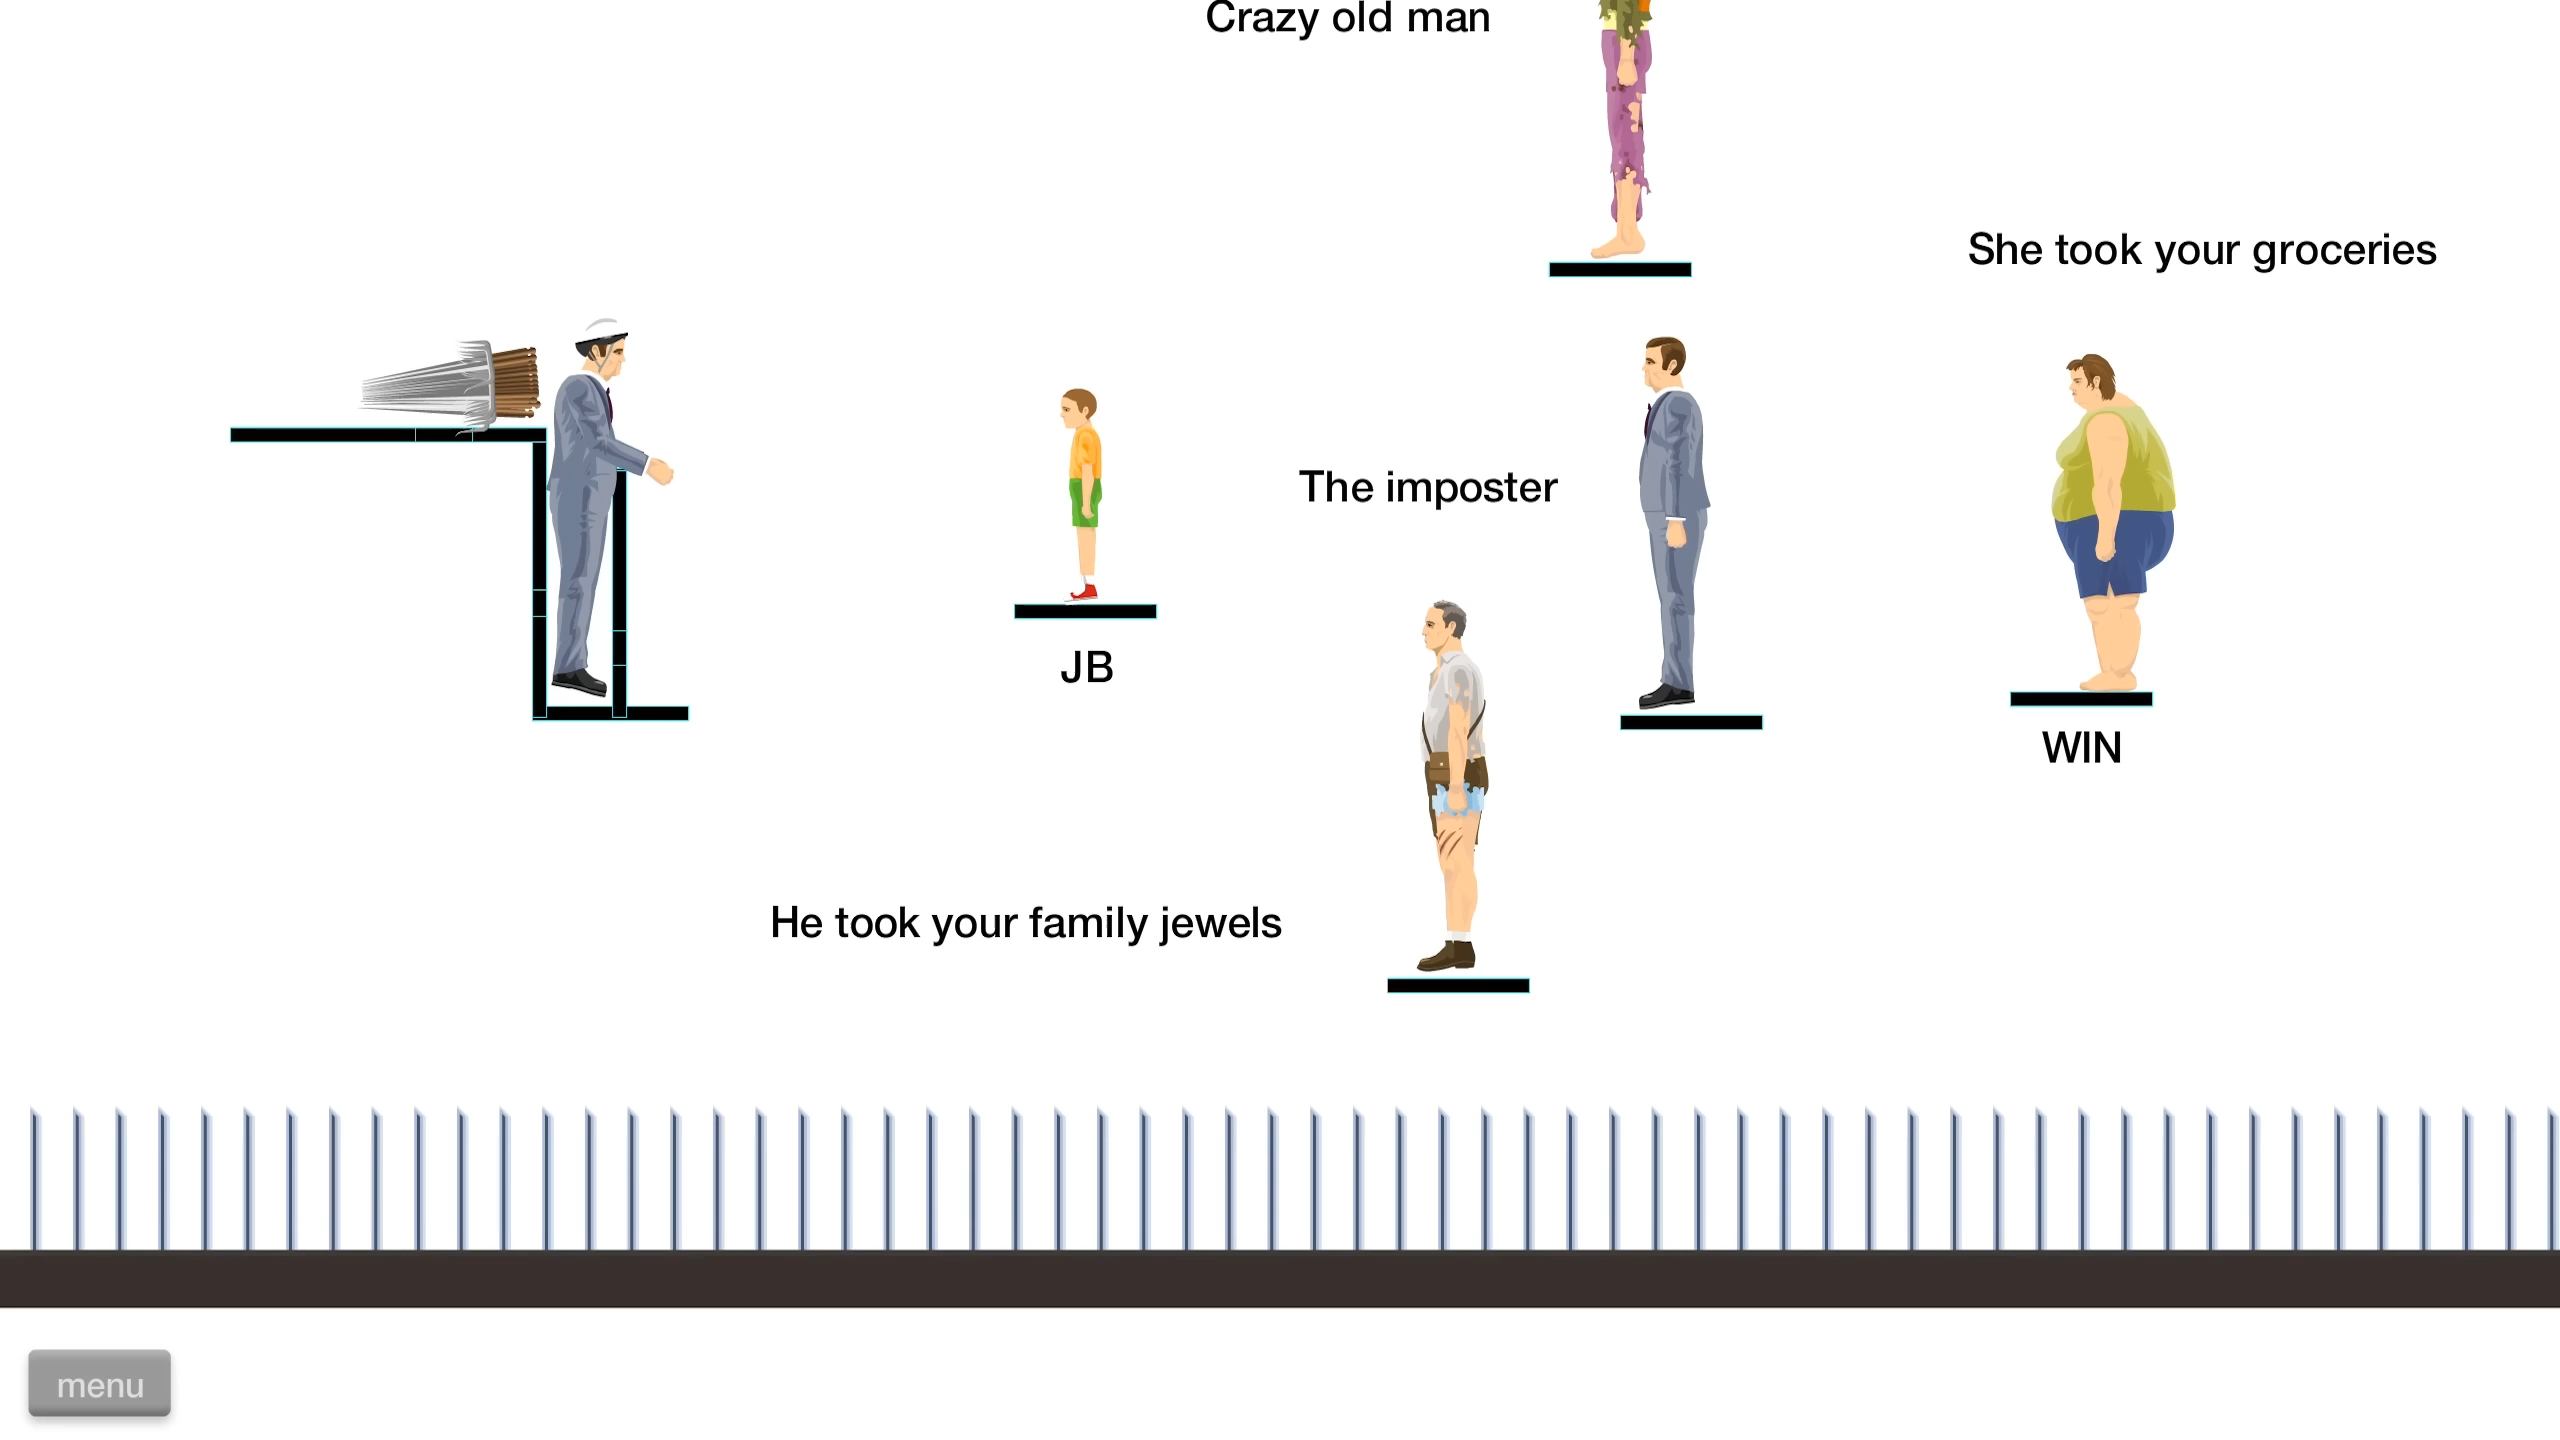 Crazy old man
She took your groceries
The imposter
JB
WIN
He took your family jewels
menu